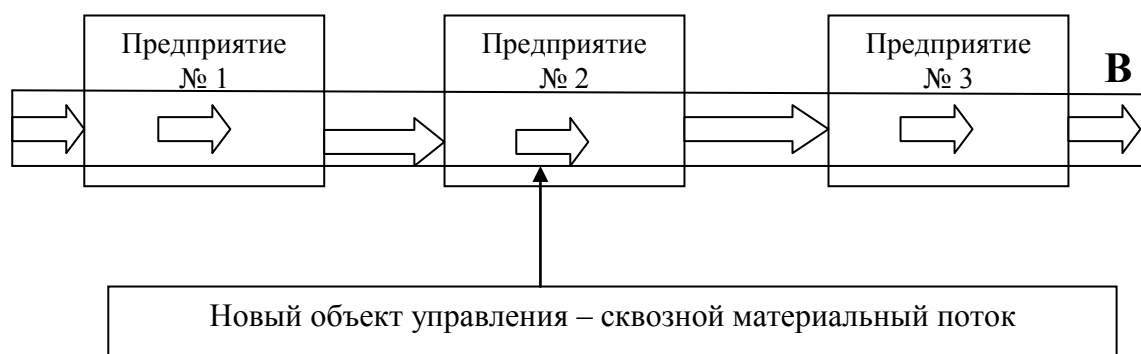 Предприятие
№ 1
Предприятие
№ 2
Предприятие
№ 3
В
Новый объект управления – сквозной материальный поток